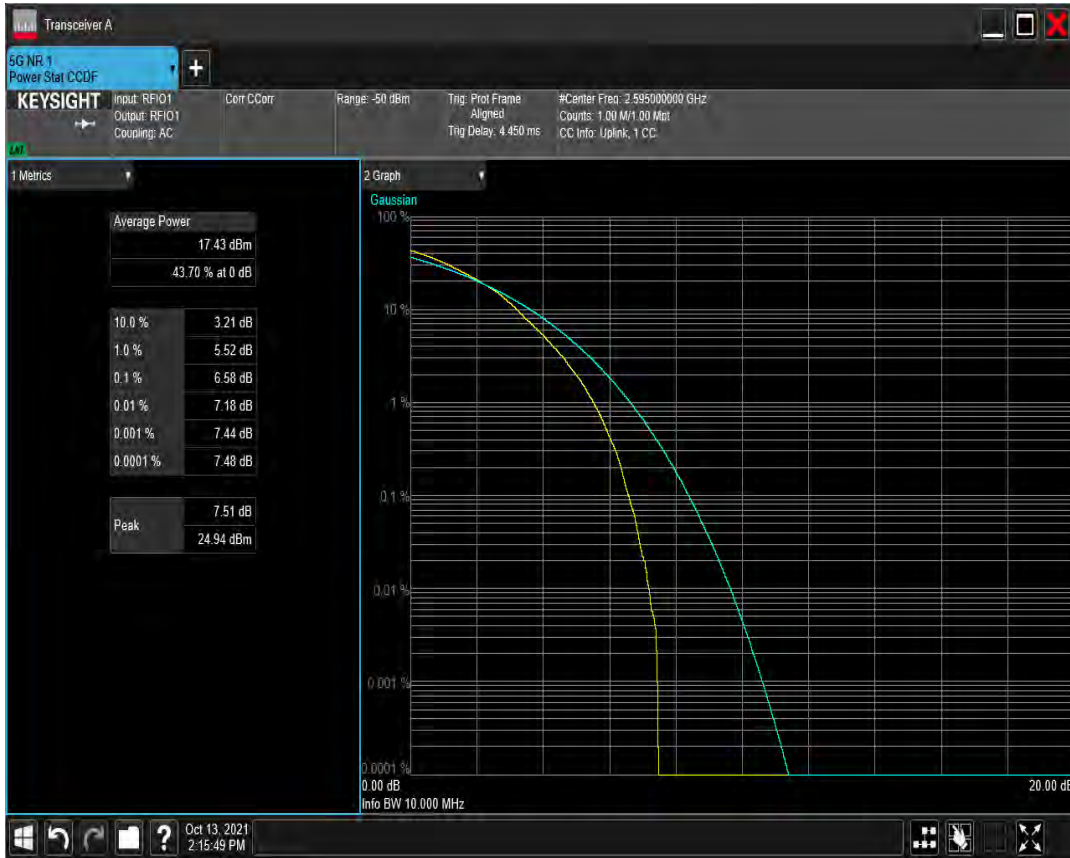 Transceiver A
5G NR 1
Power Stat CCDF
+
KEYSIGHT
Input: RFIO1
Output: RFIO1
Coupling: AC
Corr CCorr
Range: -50 dBm
Trig: Prot Frame
Aligned
Trig Delay: 4.450 ms
#Center Freq: 2.595000000 GHz
Counts: 1.00 M/1.00 Mpt
CC Info: Uplink, 1 CC
LNT
1 Metrics
Average Power
17.43 dBm
43.70 % at 0 dB
10.0 % 3.21 dB
1.0 % 5.52 dB
0.1 % 6.58 dB
0.01 % 7.18 dB
0.001 % 7.44 dB
0.0001 % 7.48 dB
Peak
7.51 dB
24.94 dBm
2 Graph
Gaussian
100 %
10 %
1 %
0.1 %
0.01 %
0.001 %
0.0001 %
0.00 dB
20.00 dB
Info BW 10.000 MHz
?
Oct 13, 2021
2:15:49 PM